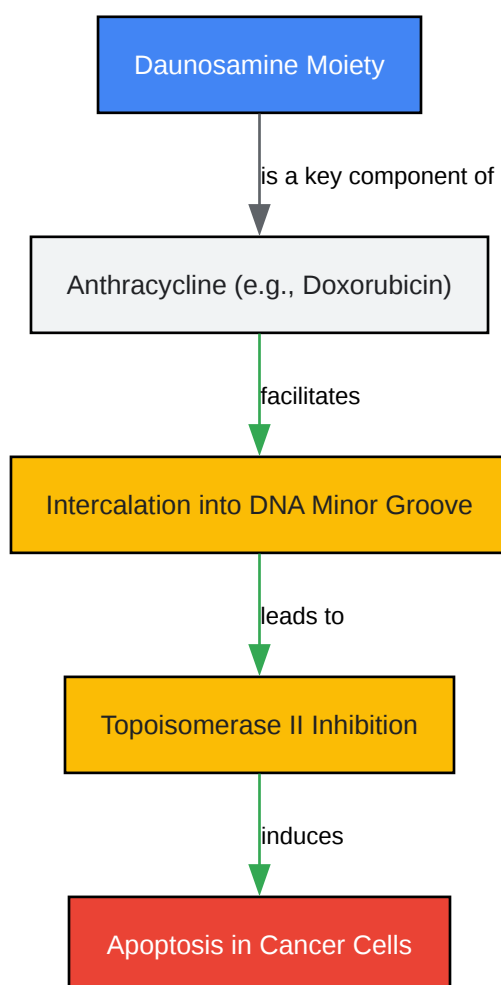 Daunosamine Moiety
is a key component of
Anthracycline (e.g., Doxorubicin)
facilitates
Intercalation into DNA Minor Groove
leads to
Topoisomerase II Inhibition
induces
Apoptosis in Cancer Cells